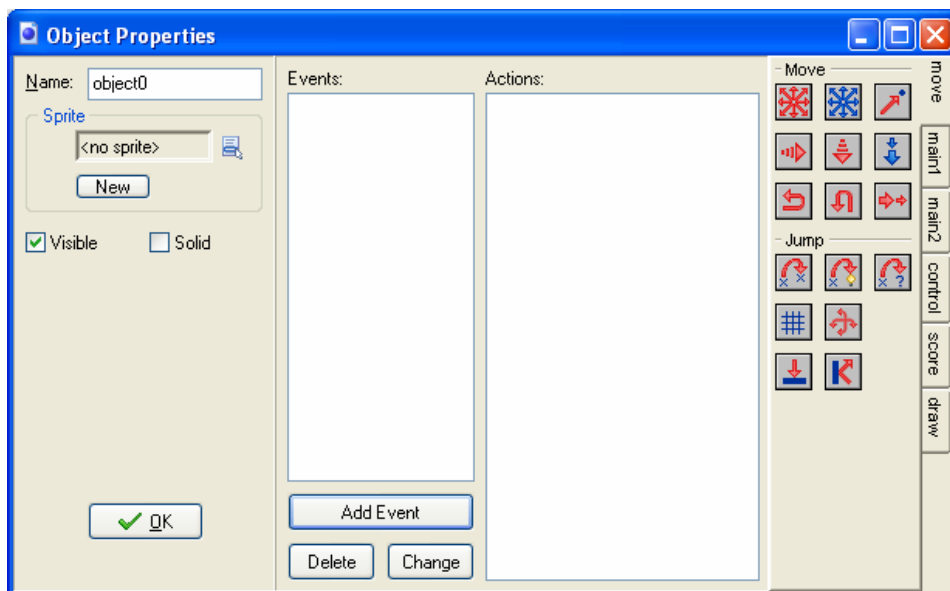 Object Properties
Name: object0
Sprite
<no sprite>
New
Visible Solid
OK
Events:
Add Event
Delete Change
Actions:
Move
Jump
move
main1
main2
control
score
draw